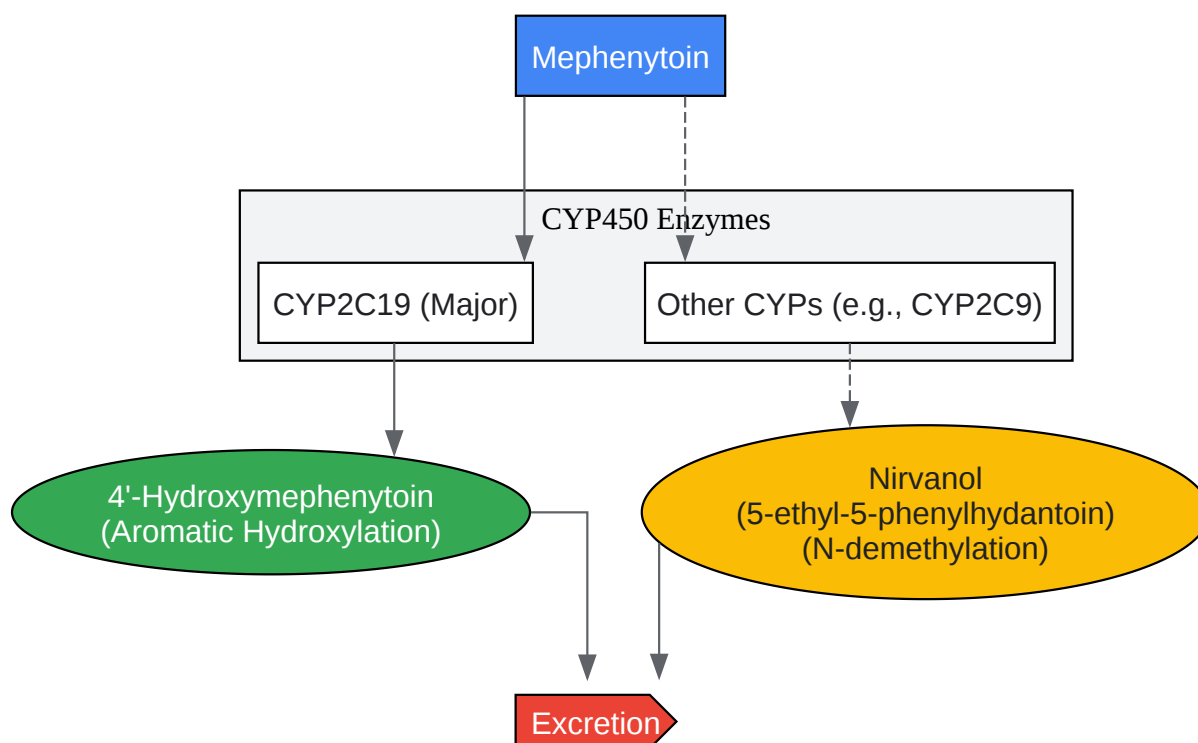 Mephenytoin
CYP450 Enzymes
CYP2C19 (Major)
Other CYPs (e.g., CYP2C9)
4'-Hydroxymephenytoin
(Aromatic Hydroxylation)
Nirvanol
(5-ethyl-5-phenylhydantoin)
(N-demethylation)
Excretion